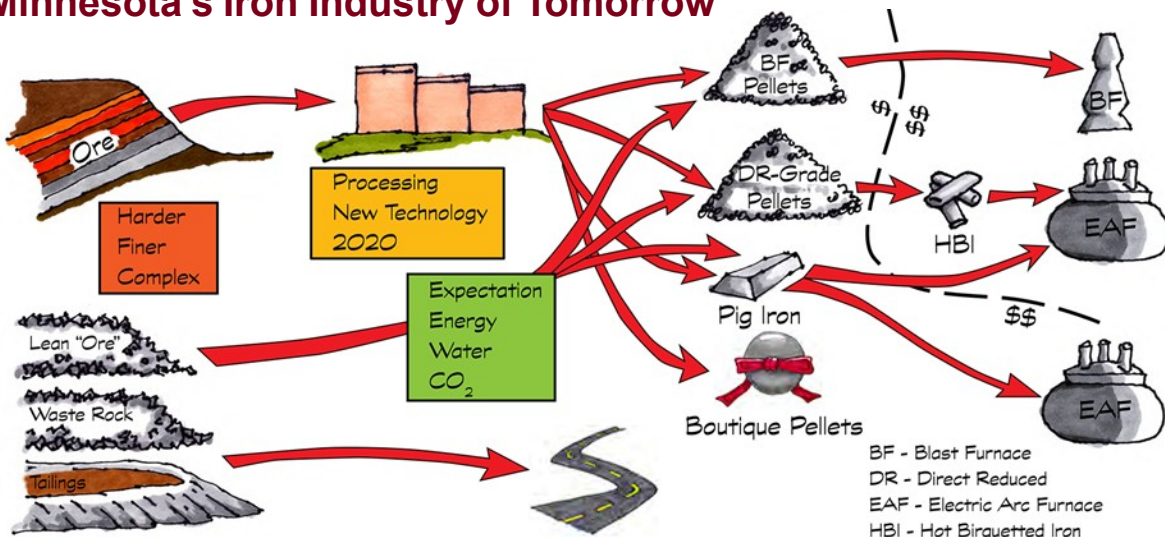 Minnesota's Iron Industry of Tomorrow
Ore
Harder
Finer
Complex
Processing
New Technology
2020
Expectation
Energy
Water
CO₂
Lean "Ore"
Waste Rock
Tailings
BF
Pellets
DR-Grade
Pellets
Pig Iron
Boutique Pellets
$
$$
HBI
BF
EAF
$$
EAF
BF - Blast Furnace
DR - Direct Reduced
EAF - Electric Arc Furnace
HBI - Hot Birquetted Iron